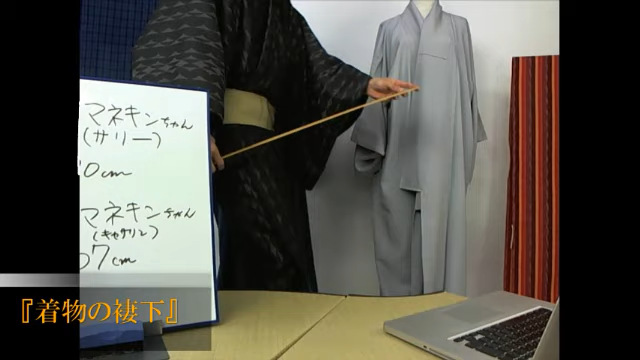 マネキンちゃん
(サリー)
0cm
マネキンちゃん
(キャサリン)
7cm
『着物の褄下』